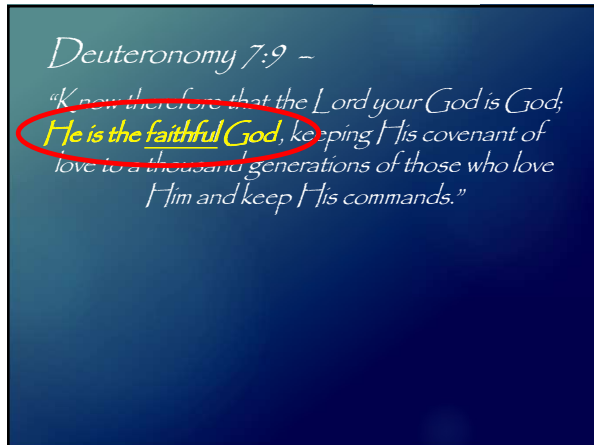 Deuteronomy 7:9 –
“Know therefore that the Lord your God is God;
He is the faithful God, keeping His covenant of
love to a thousand generations of those who love
Him and keep His commands.”